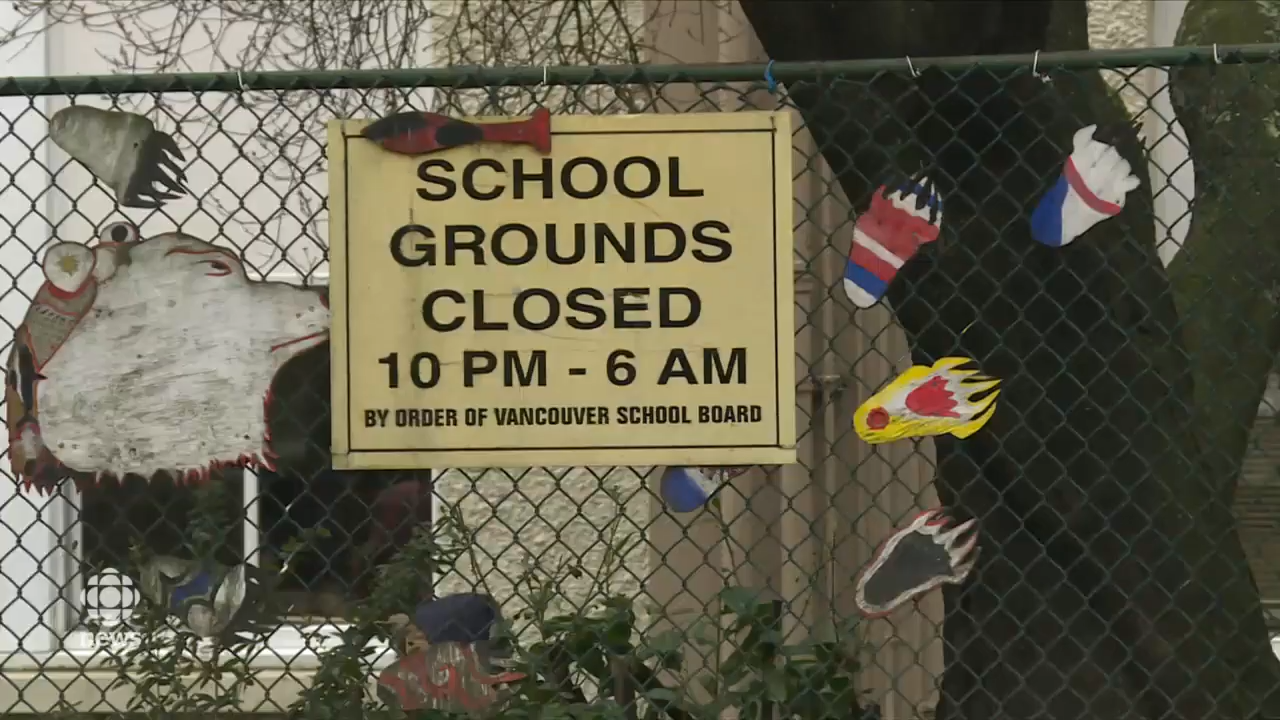 SCHOOL
GROUNDS
CLOSED
10 PM - 6 AM
BY ORDER OF VANCOUVER SCHOOL BOARD
news